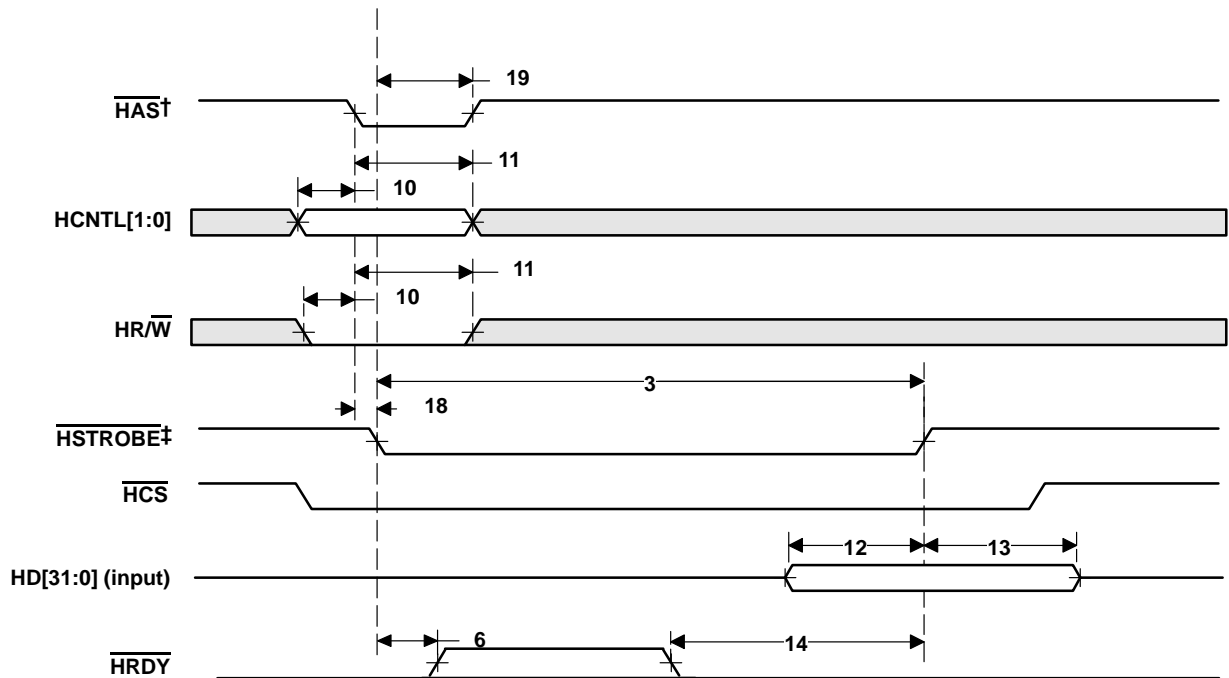 19
HAS†
11
10
HCNTL[1:0]
11
10
HR/W
3
18
HSTROBE‡
HCS
12
13
HD[31:0] (input)
6
14
HRDY